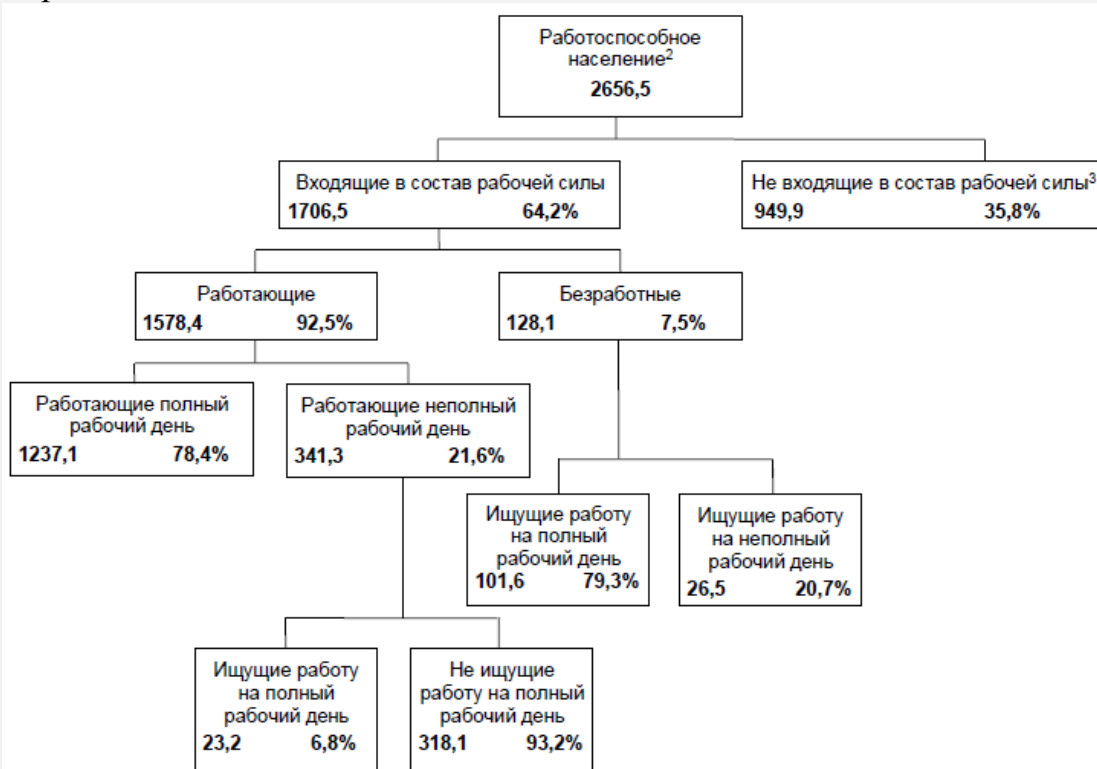 Работоспособное
население²
2656,5
Входящие в состав рабочей силы
1706,5 64,2%
Не входящие в состав рабочей силы³
949,9 35,8%
Работающие
1578,4 92,5%
Безработные
128,1 7,5%
Работающие полный
рабочий день
1237,1 78,4%
Работающие неполный
рабочий день
341,3 21,6%
Ищущие работу
на полный
рабочий день
101,6 79,3%
Ищущие работу
на неполный
рабочий день
26,5 20,7%
Ищущие работу
на полный
рабочий день
23,2 6,8%
Не ищущие
работу на полный
рабочий день
318,1 93,2%